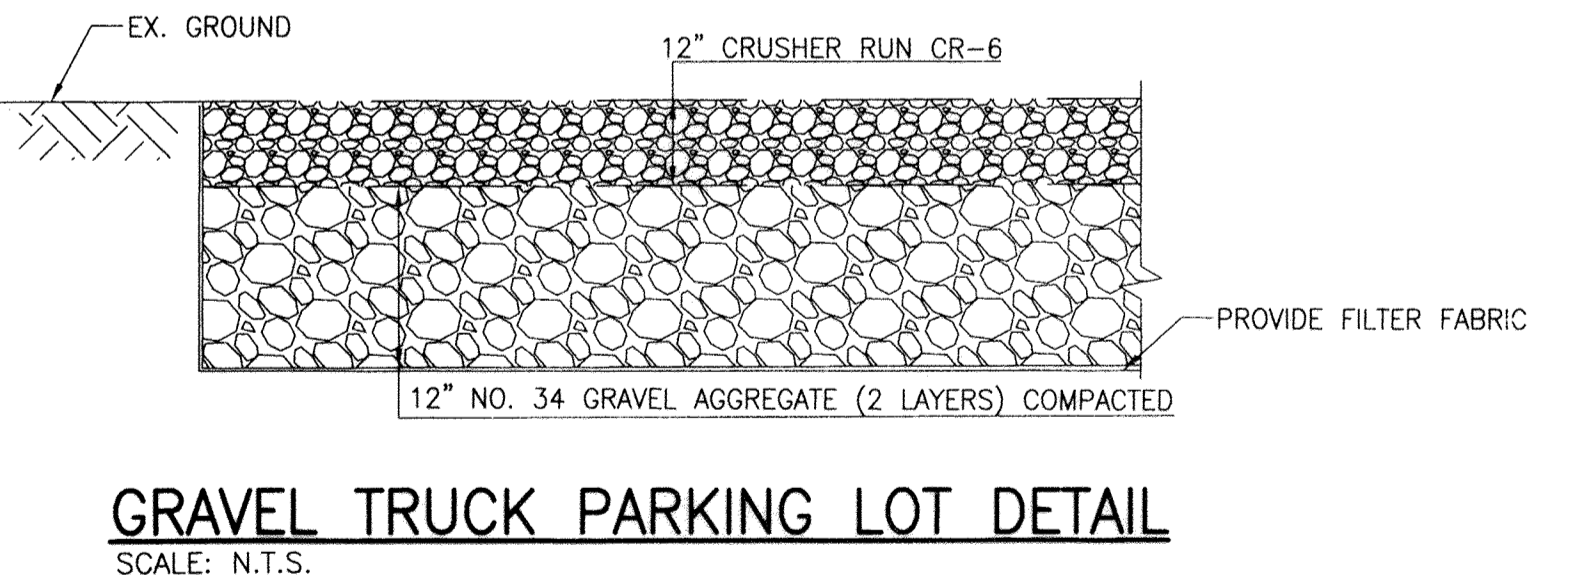 EX. GROUND
12" CRUSHER RUN CR-6
PROVIDE FILTER FABRIC
12" NO. 34 GRAVEL AGGREGATE (2 LAYERS) COMPACTED
GRAVEL TRUCK PARKING LOT DETAIL
SCALE: N.T.S.